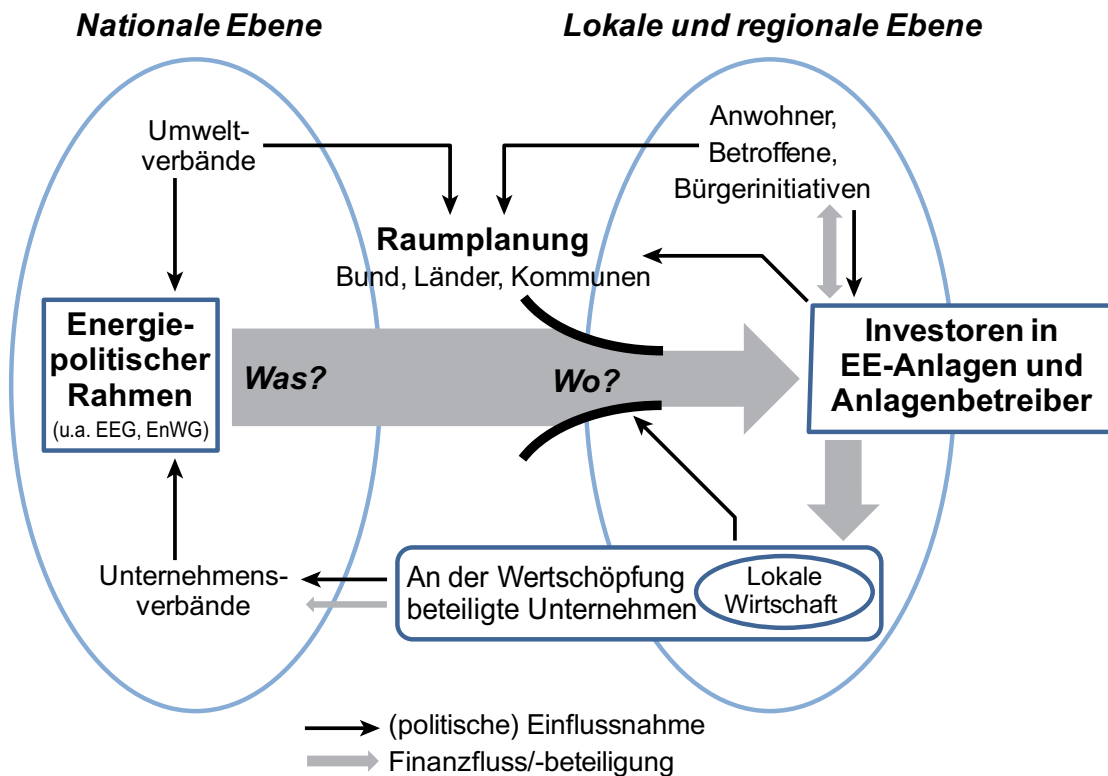 Nationale Ebene
Lokale und regionale Ebene
Umwelt-
verbände
Anwohner,
Betroffene,
Bürgerinitiativen
Raumplanung
Bund, Länder, Kommunen
Energie-
politischer
Rahmen
(u.a. EEG, EnWG)
Was?
Wo?
Investoren in
EE-Anlagen und
Anlagenbetreiber
Unternehmens-
verbände
An der Wertschöpfung
beteiligte Unternehmen
Lokale
Wirtschaft
(politische) Einflussnahme
Finanzfluss/-beteiligung